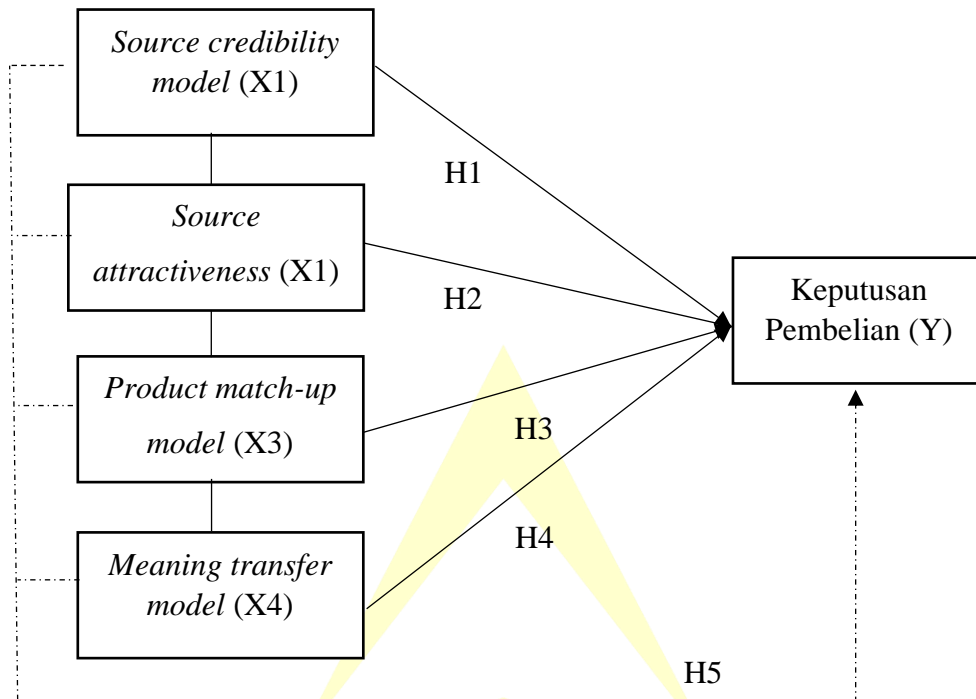 Source credibility
model (X1)
H1
Source
attractiveness (X1)
H2
Keputusan
Pembelian (Y)
Product match-up
model (X3)
H3
H4
Meaning transfer
model (X4)
H5